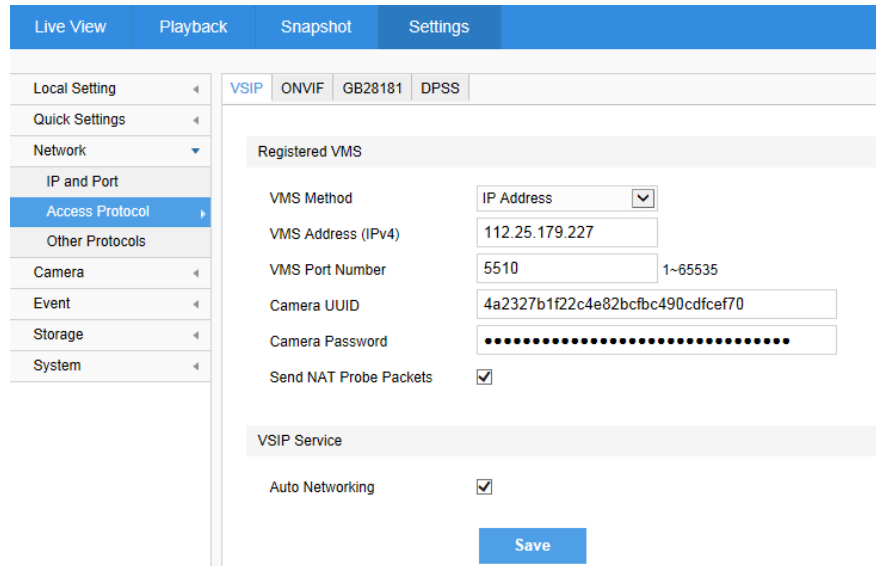 Live View Playback Snapshot Settings
Local Setting
Quick Settings
Network
IP and Port
Access Protocol
Other Protocols
Camera
Event
Storage
System
VSIP ONVIF GB28181 DPSS
Registered VMS
VMS Method IP Address
VMS Address (IPv4) 112.25.179.227
VMS Port Number 5510 1~65535
Camera UUID 4a2327b1f22c4e82bcfbc490cdfcef70
Camera Password ●●●●●●●●●●●●●●●●●●●●●●●●●●●●●●●●
Send NAT Probe Packets
VSIP Service
Auto Networking
Save